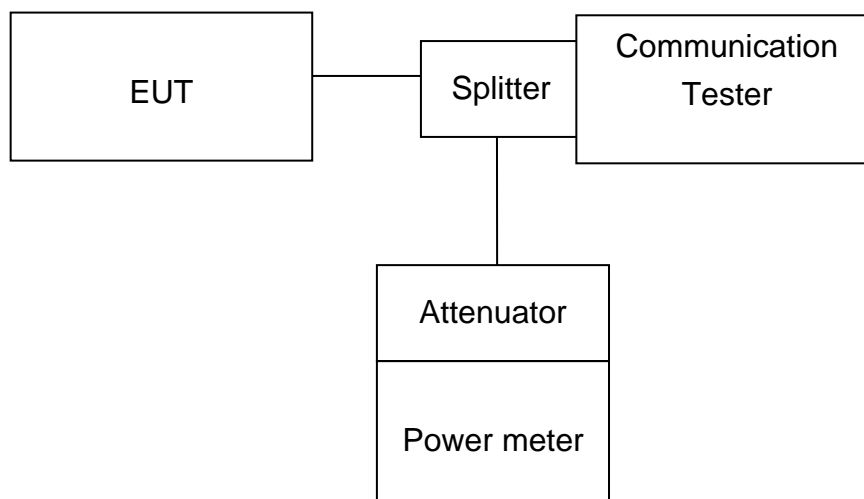 EUT
Splitter
Communication
Tester
Attenuator
Power meter